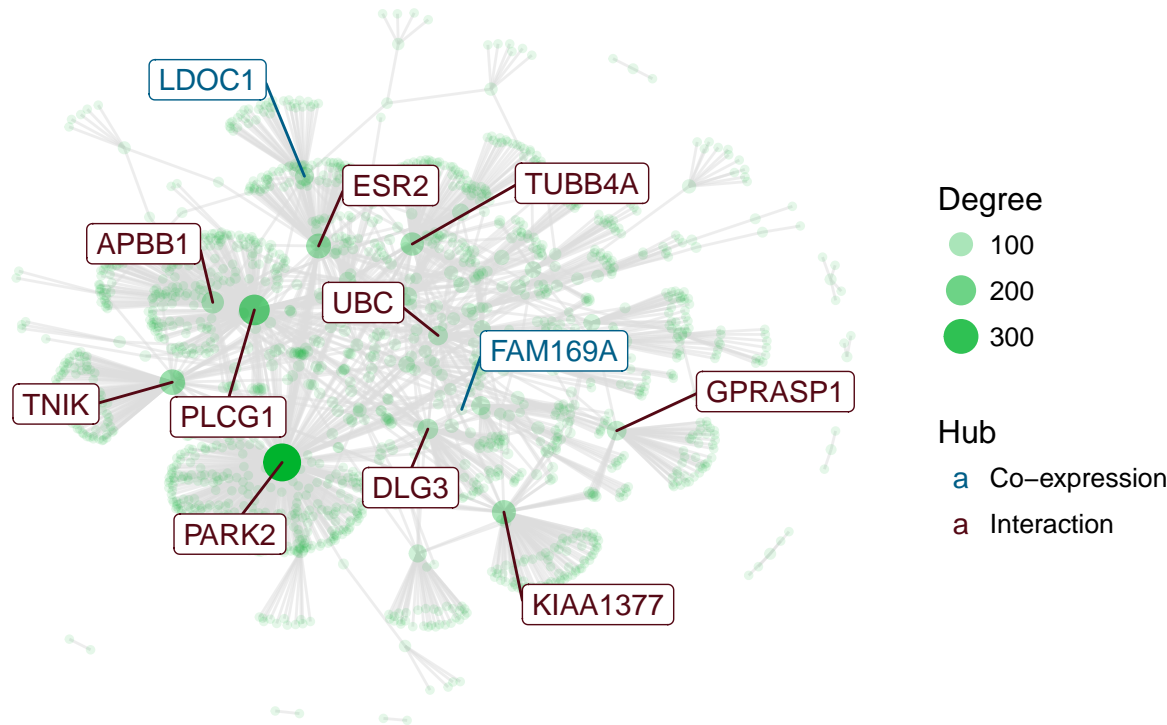 LDOC1
ESR2
TUBB4A
APBB1
UBC
FAM169A
TNIK
PLCG1
GPRASP1
DLG3
PARK2
KIAA1377
Degree
100
200
300
Hub
a Co−expression
a Interaction